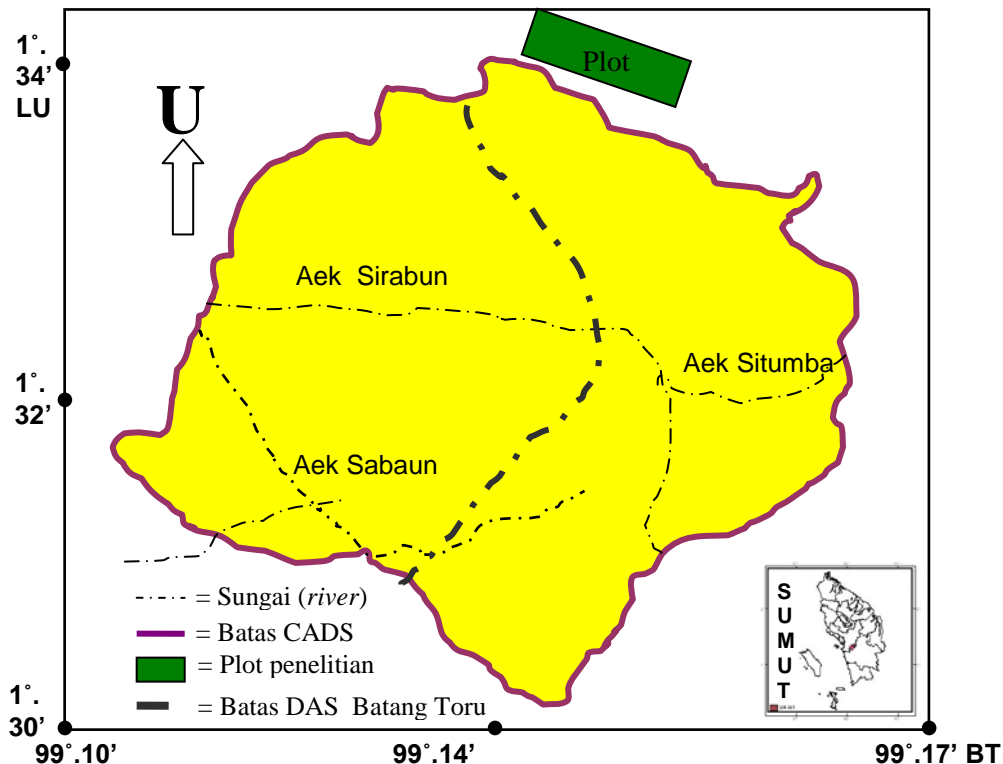 1˚.
34’
LU
Plot
U
Aek Sirabun
Aek Situmba
1˚.
32’
Aek Sabaun
= Sungai (river)
= Batas CADS
= Plot penelitian
= Batas DAS Batang Toru
S
U
M
U
T
1˚.
30’
99˚.10’
99˚.14’
99˚.17’ BT